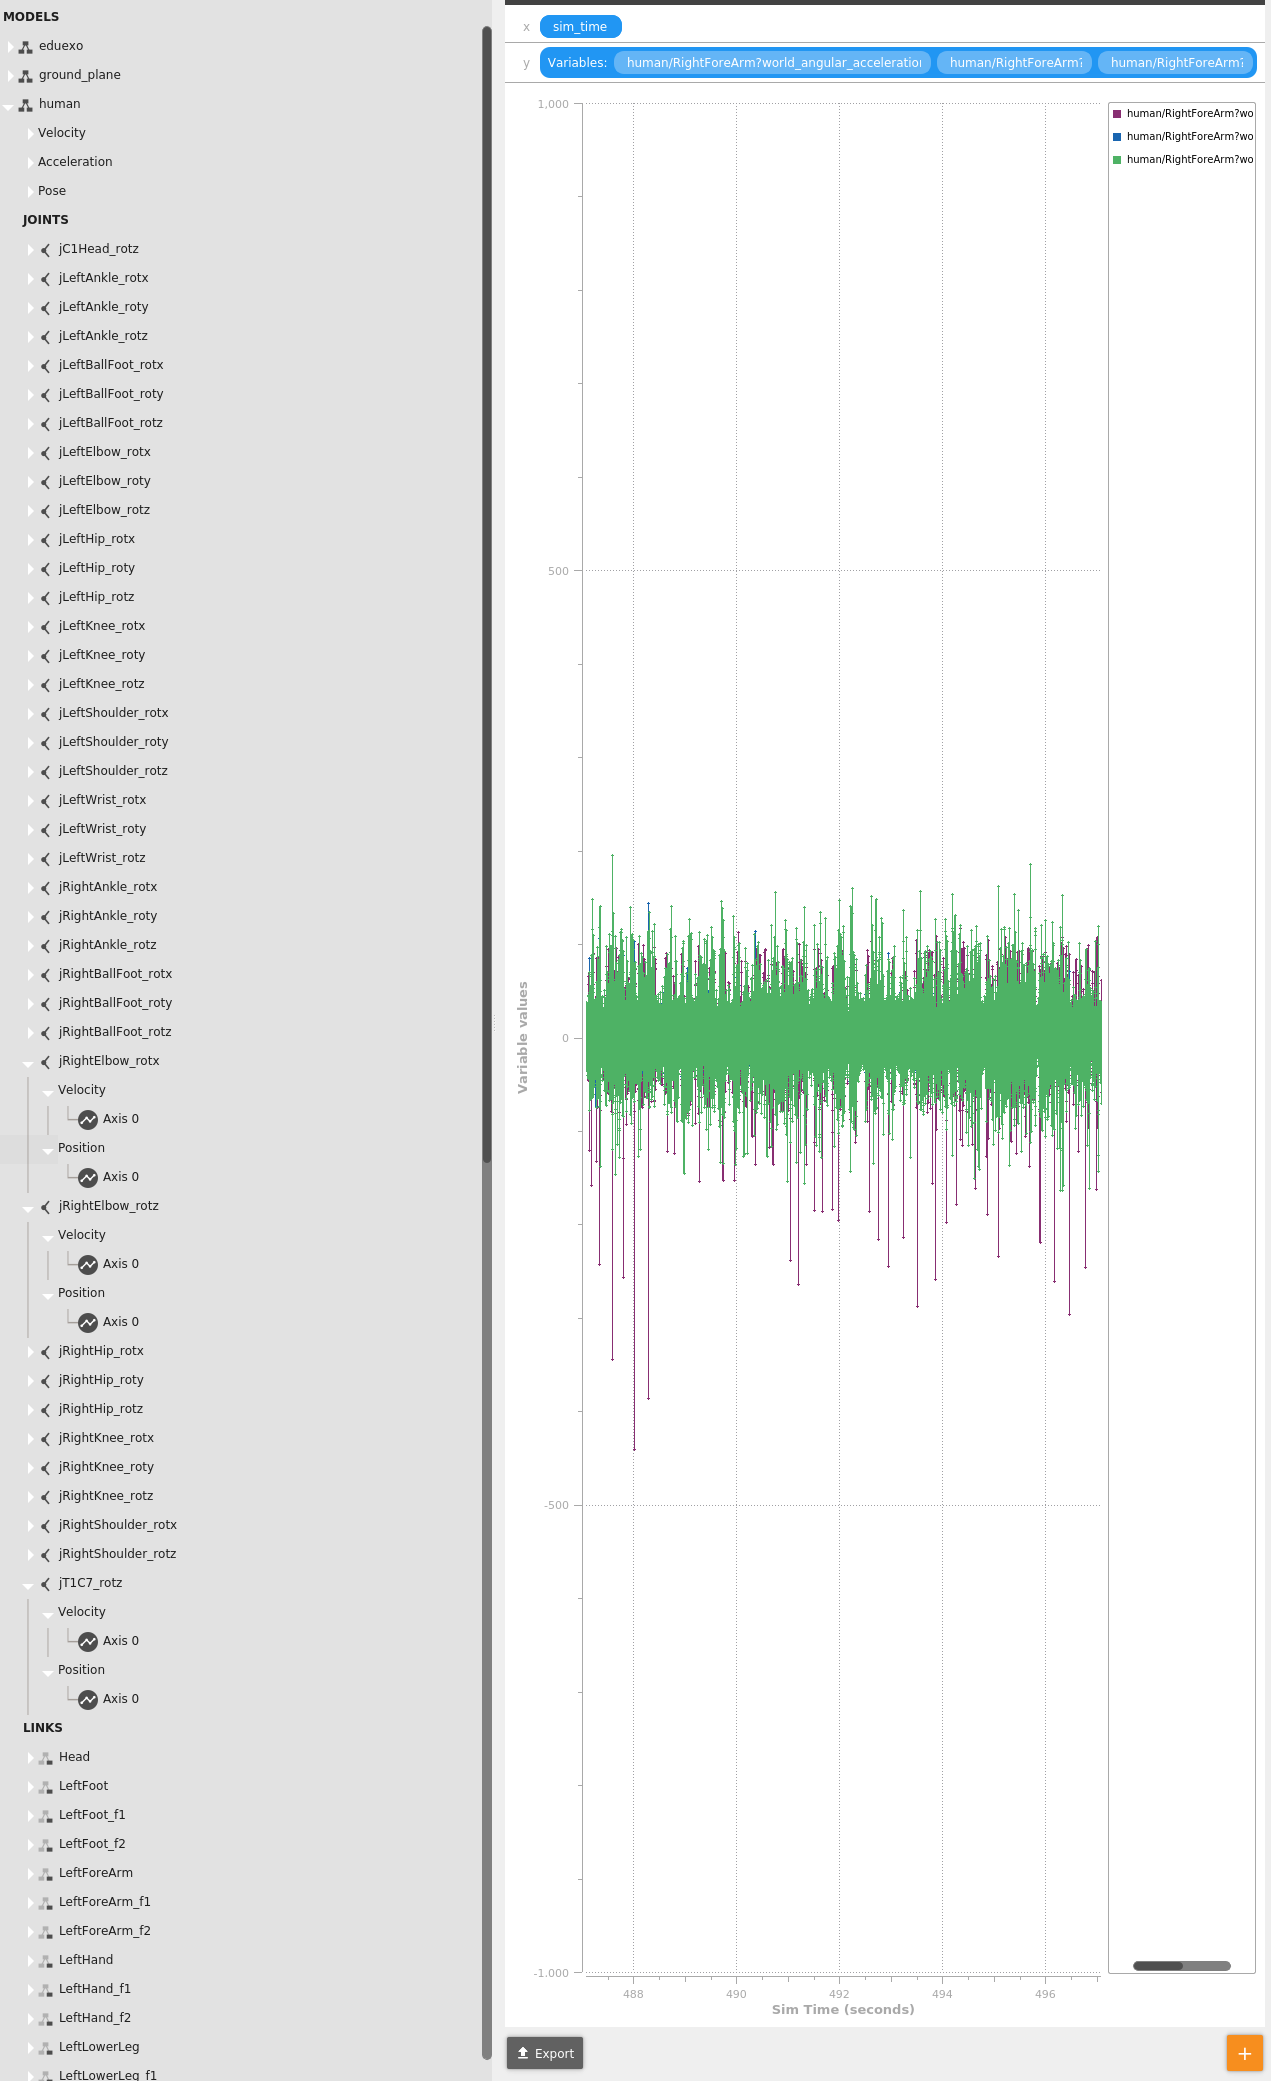 MODELS
eduexo
ground_plane
human
Velocity
Acceleration
Pose
JOINTS
jC1Head_rotz
jLeftAnkle_rotx
jLeftAnkle_roty
jLeftAnkle_rotz
jLeftBallFoot_rotx
jLeftBallFoot_roty
jLeftBallFoot_rotz
jLeftElbow_rotx
jLeftElbow_roty
jLeftElbow_rotz
jLeftHip_rotx
jLeftHip_roty
jLeftHip_rotz
jLeftKnee_rotx
jLeftKnee_roty
jLeftKnee_rotz
jLeftShoulder_rotx
jLeftShoulder_roty
jLeftShoulder_rotz
jLeftWrist_rotx
jLeftWrist_roty
jLeftWrist_rotz
jRightAnkle_rotx
jRightAnkle_roty
jRightAnkle_rotz
jRightBallFoot_rotx
jRightBallFoot_roty
jRightBallFoot_rotz
jRightElbow_rotx
Velocity
Axis 0
Position
Axis 0
jRightElbow_rotz
Velocity
Axis 0
Position
Axis 0
jRightHip_rotx
jRightHip_roty
jRightHip_rotz
jRightKnee_rotx
jRightKnee_roty
jRightKnee_rotz
jRightShoulder_rotx
jRightShoulder_rotz
jT1C7_rotz
Velocity
Axis 0
Position
Axis 0
LINKS
Head
LeftFoot
LeftFoot_f1
LeftFoot_f2
LeftForeArm
LeftForeArm_f1
LeftForeArm_f2
LeftHand
LeftHand_f1
LeftHand_f2
LeftLowerLeg
LeftLowerLeg_f1
x sim_time
y Variables: human/RightForeArm?world_angular_acceleration human/RightForeArm? human/RightForeArm?
1,000
500
0
-500
-1,000
Variable values
488 490 492 494 496
Sim Time (seconds)
human/RightForeArm?wo
human/RightForeArm?wo
human/RightForeArm?wo
Export
+